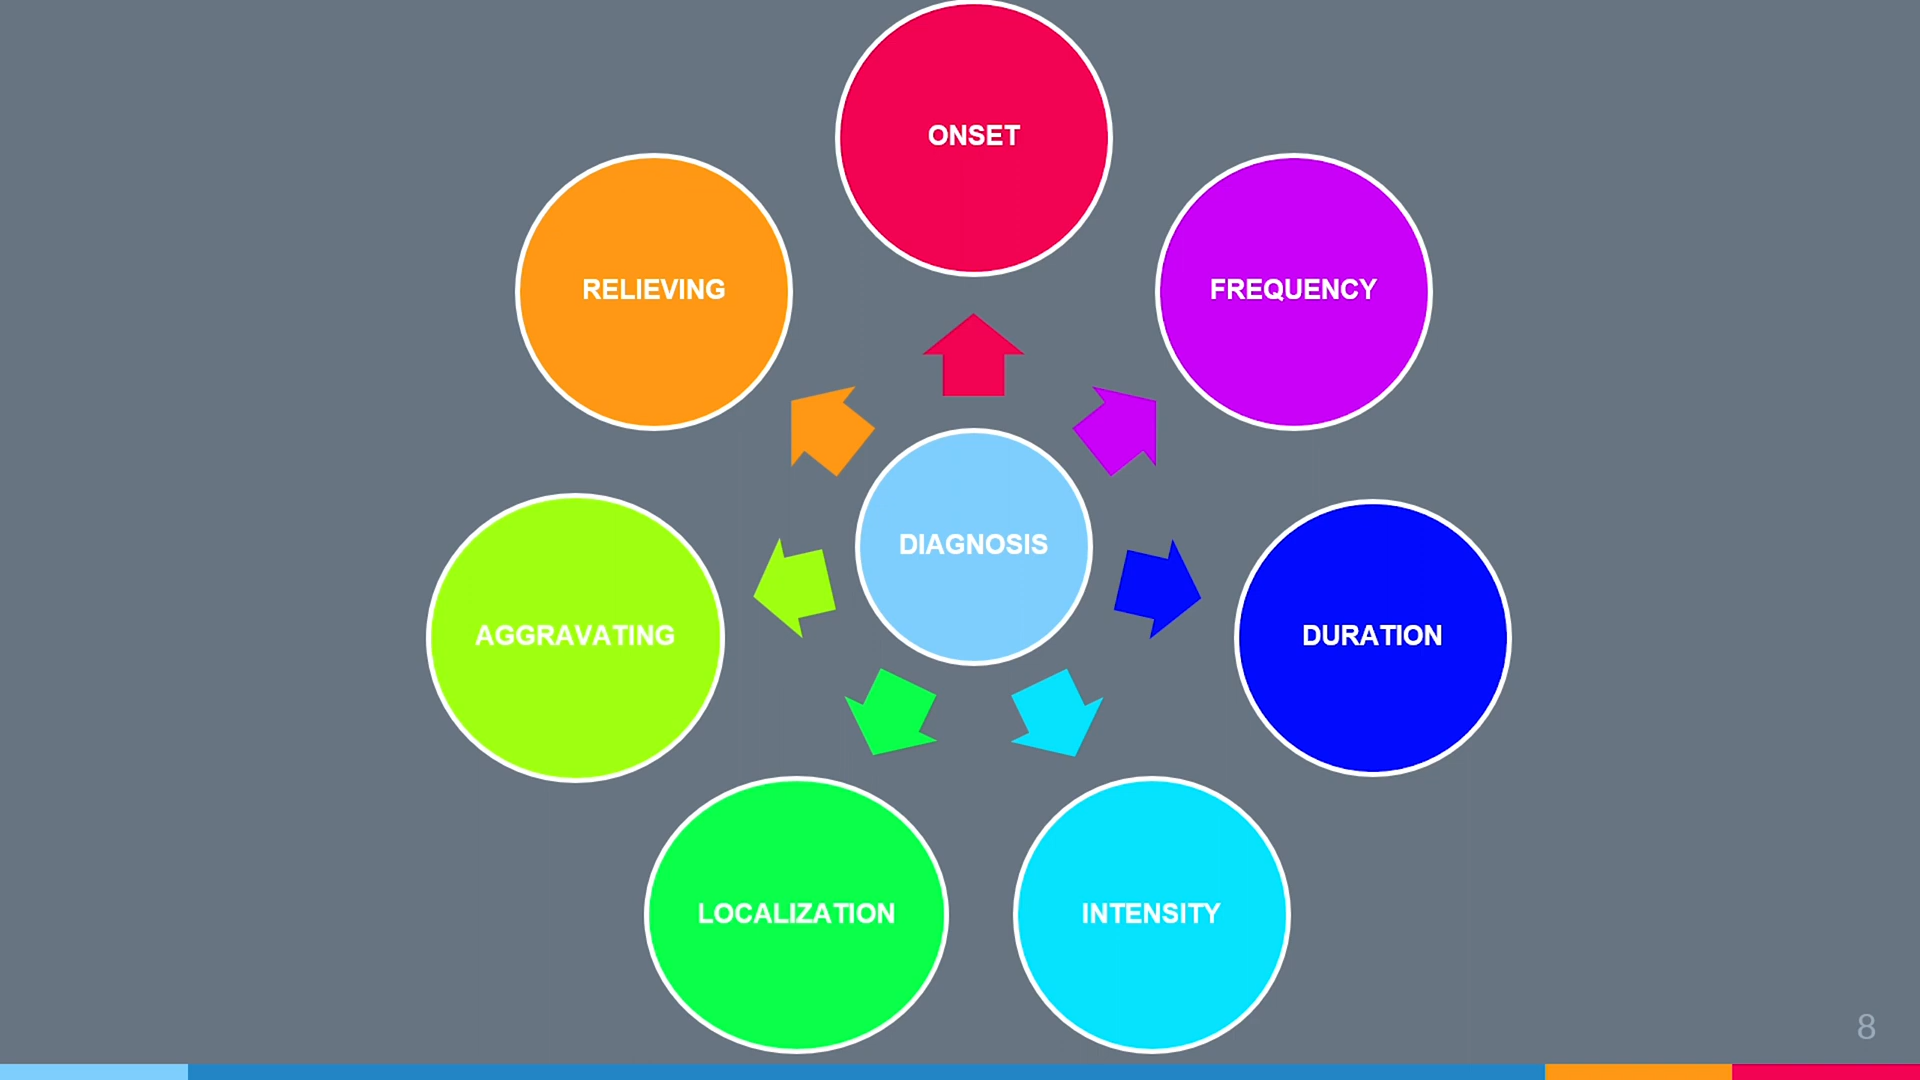 ONSET
FREQUENCY
DURATION
INTENSITY
LOCALIZATION
AGGRAVATING
RELIEVING
DIAGNOSIS
8